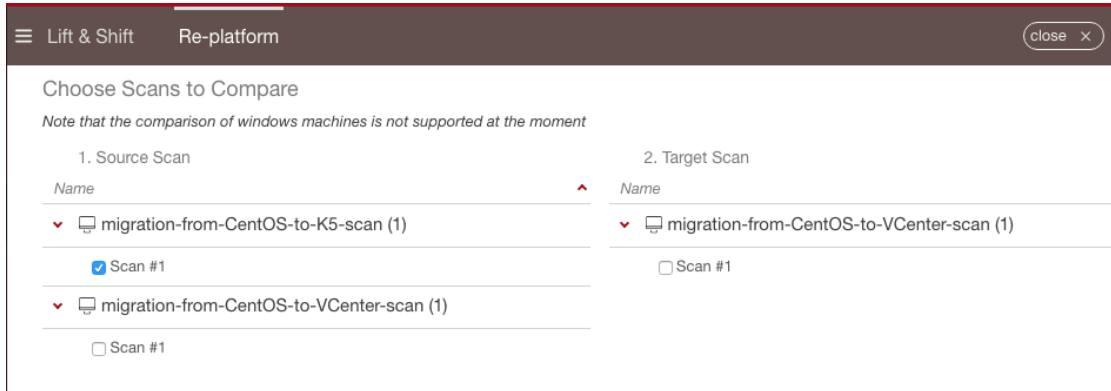 Lift & Shift Re-platform close ×
Choose Scans to Compare
Note that the comparison of windows machines is not supported at the moment
1. Source Scan
Name
migration-from-CentOS-to-K5-scan (1)
Scan #1
migration-from-CentOS-to-VCenter-scan (1)
Scan #1
2. Target Scan
Name
migration-from-CentOS-to-VCenter-scan (1)
Scan #1